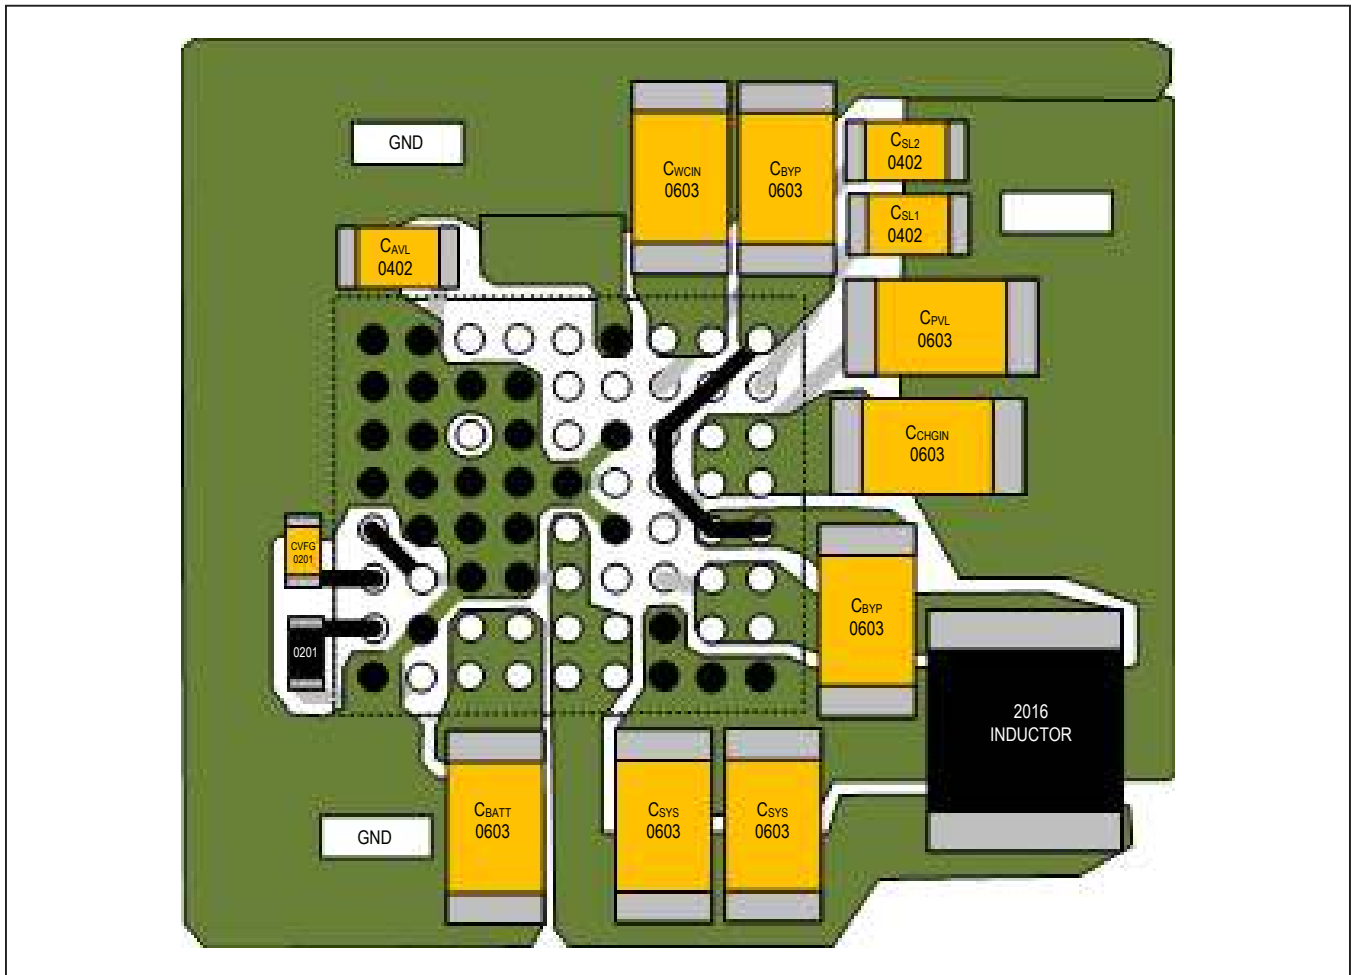 GND
CWCIN
0603
CBYP
0603
CSL2
0402
CSL1
0402
CAVL
0402
CPVL
0603
CCHGIN
0603
CVFG
0201
0201
CBYP
0603
2016
INDUCTOR
GND
CBATT
0603
CSYS
0603
CSYS
0603